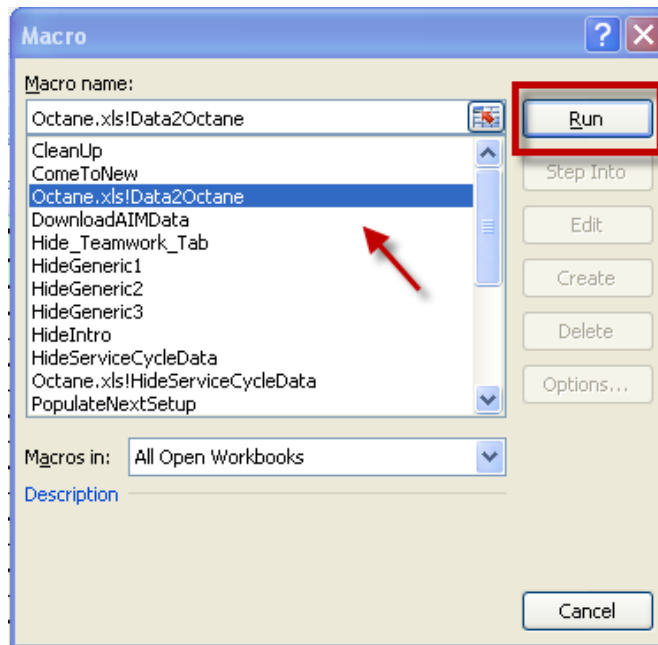 Macro
Macro name:
Octane.xls!Data2Octane
Run
CleanUp
ComeToNew
Step Into
Octane.xls!Data2Octane
DownloadAIMData
Edit
Hide_Teamwork_Tab
HideGeneric1
HideGeneric2
Create
HideGeneric3
HideIntro
Delete
HideServiceCycleData
Octane.xls!HideServiceCycleData
Options...
PopulateNextSetup
Macros in: All Open Workbooks
Description
Cancel